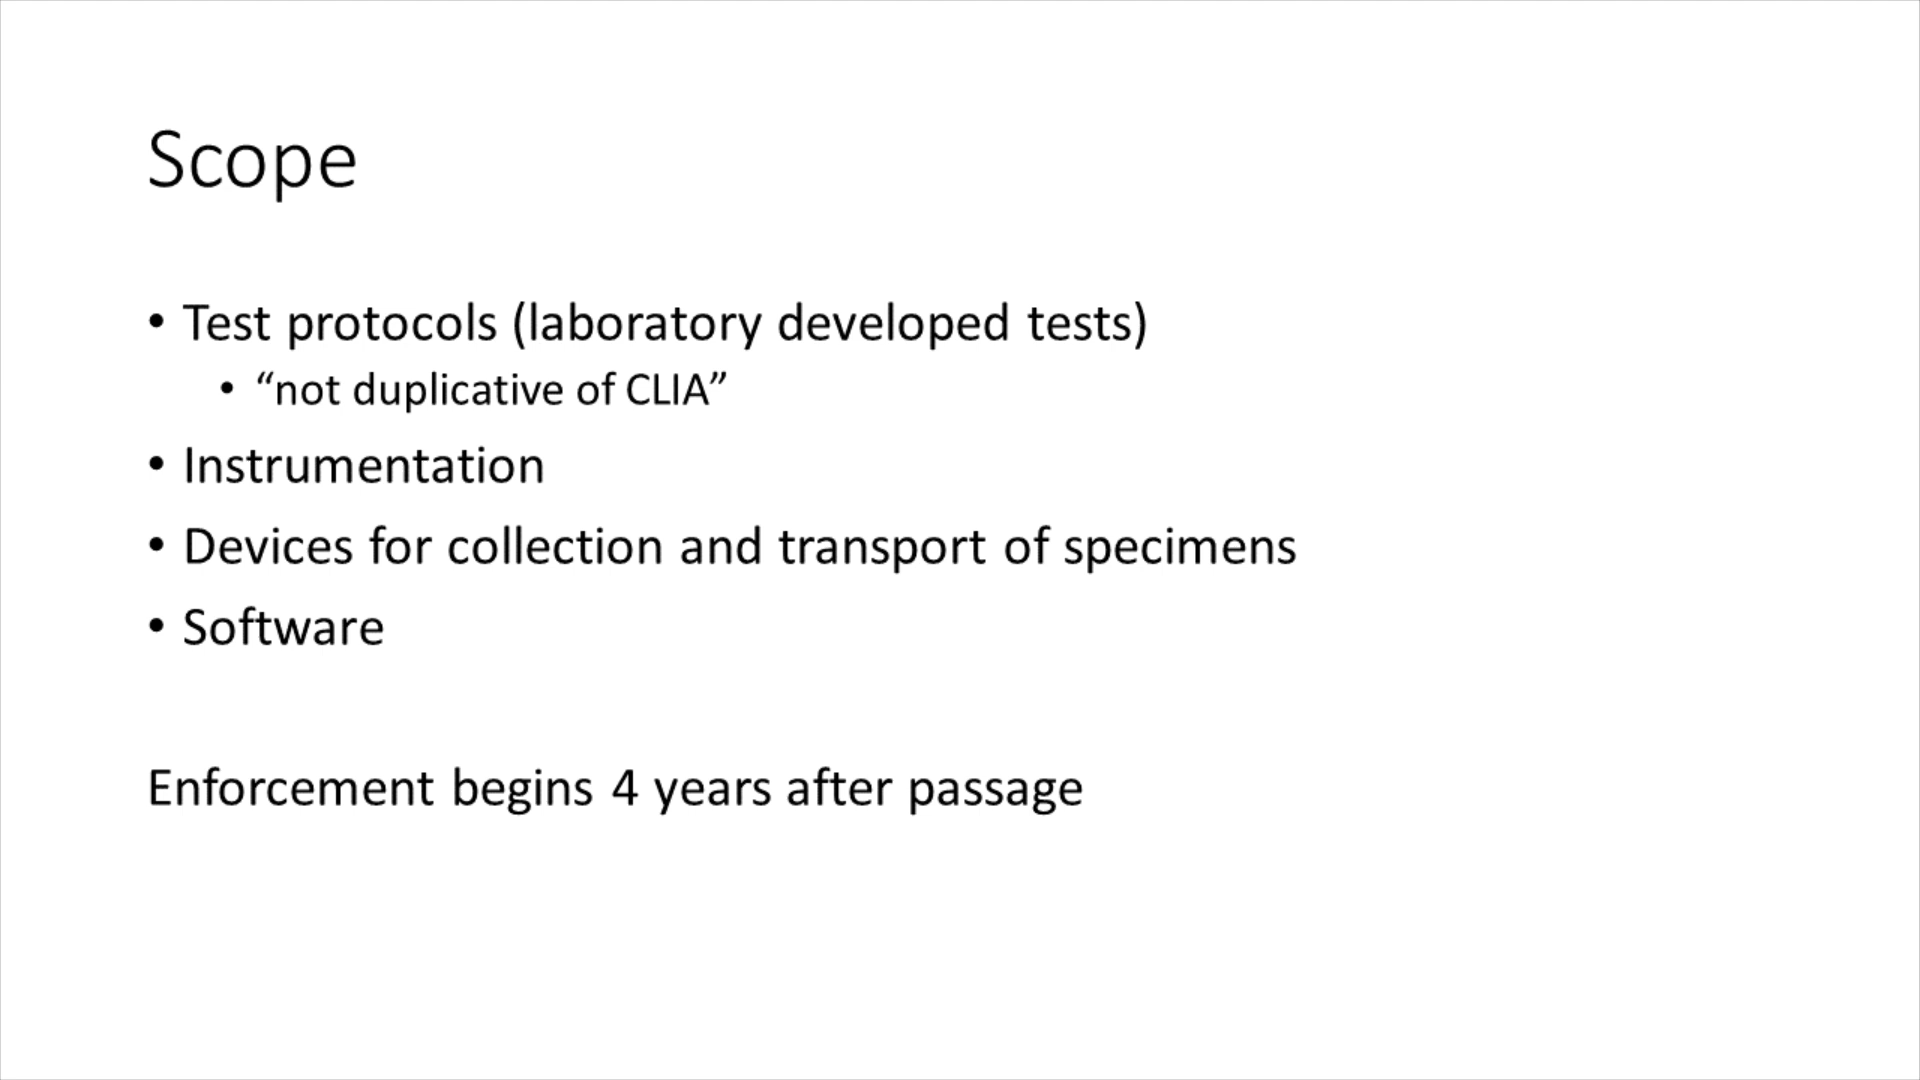 Scope
• Test protocols (laboratory developed tests)
• “not duplicative of CLIA”
• Instrumentation
• Devices for collection and transport of specimens
• Software
Enforcement begins 4 years after passage